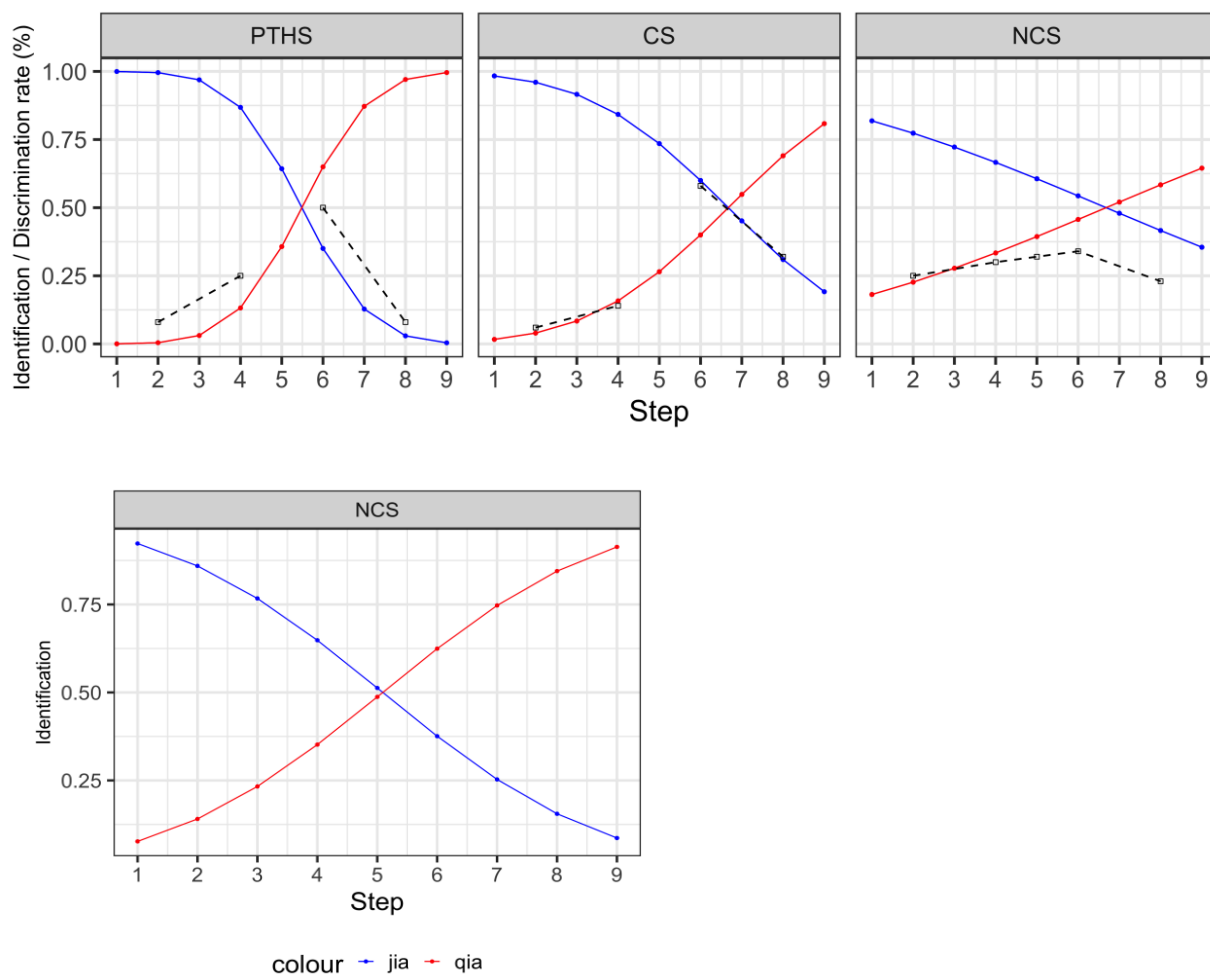 PTHS CS NCS
Identification / Discrimination rate (%)
1.00
0.75
0.50
0.25
0.00
1 2 3 4 5 6 7 8 9 1 2 3 4 5 6 7 8 9 1 2 3 4 5 6 7 8 9
Step
NCS
Identification
0.75
0.50
0.25
1 2 3 4 5 6 7 8 9
Step
colour jia qia